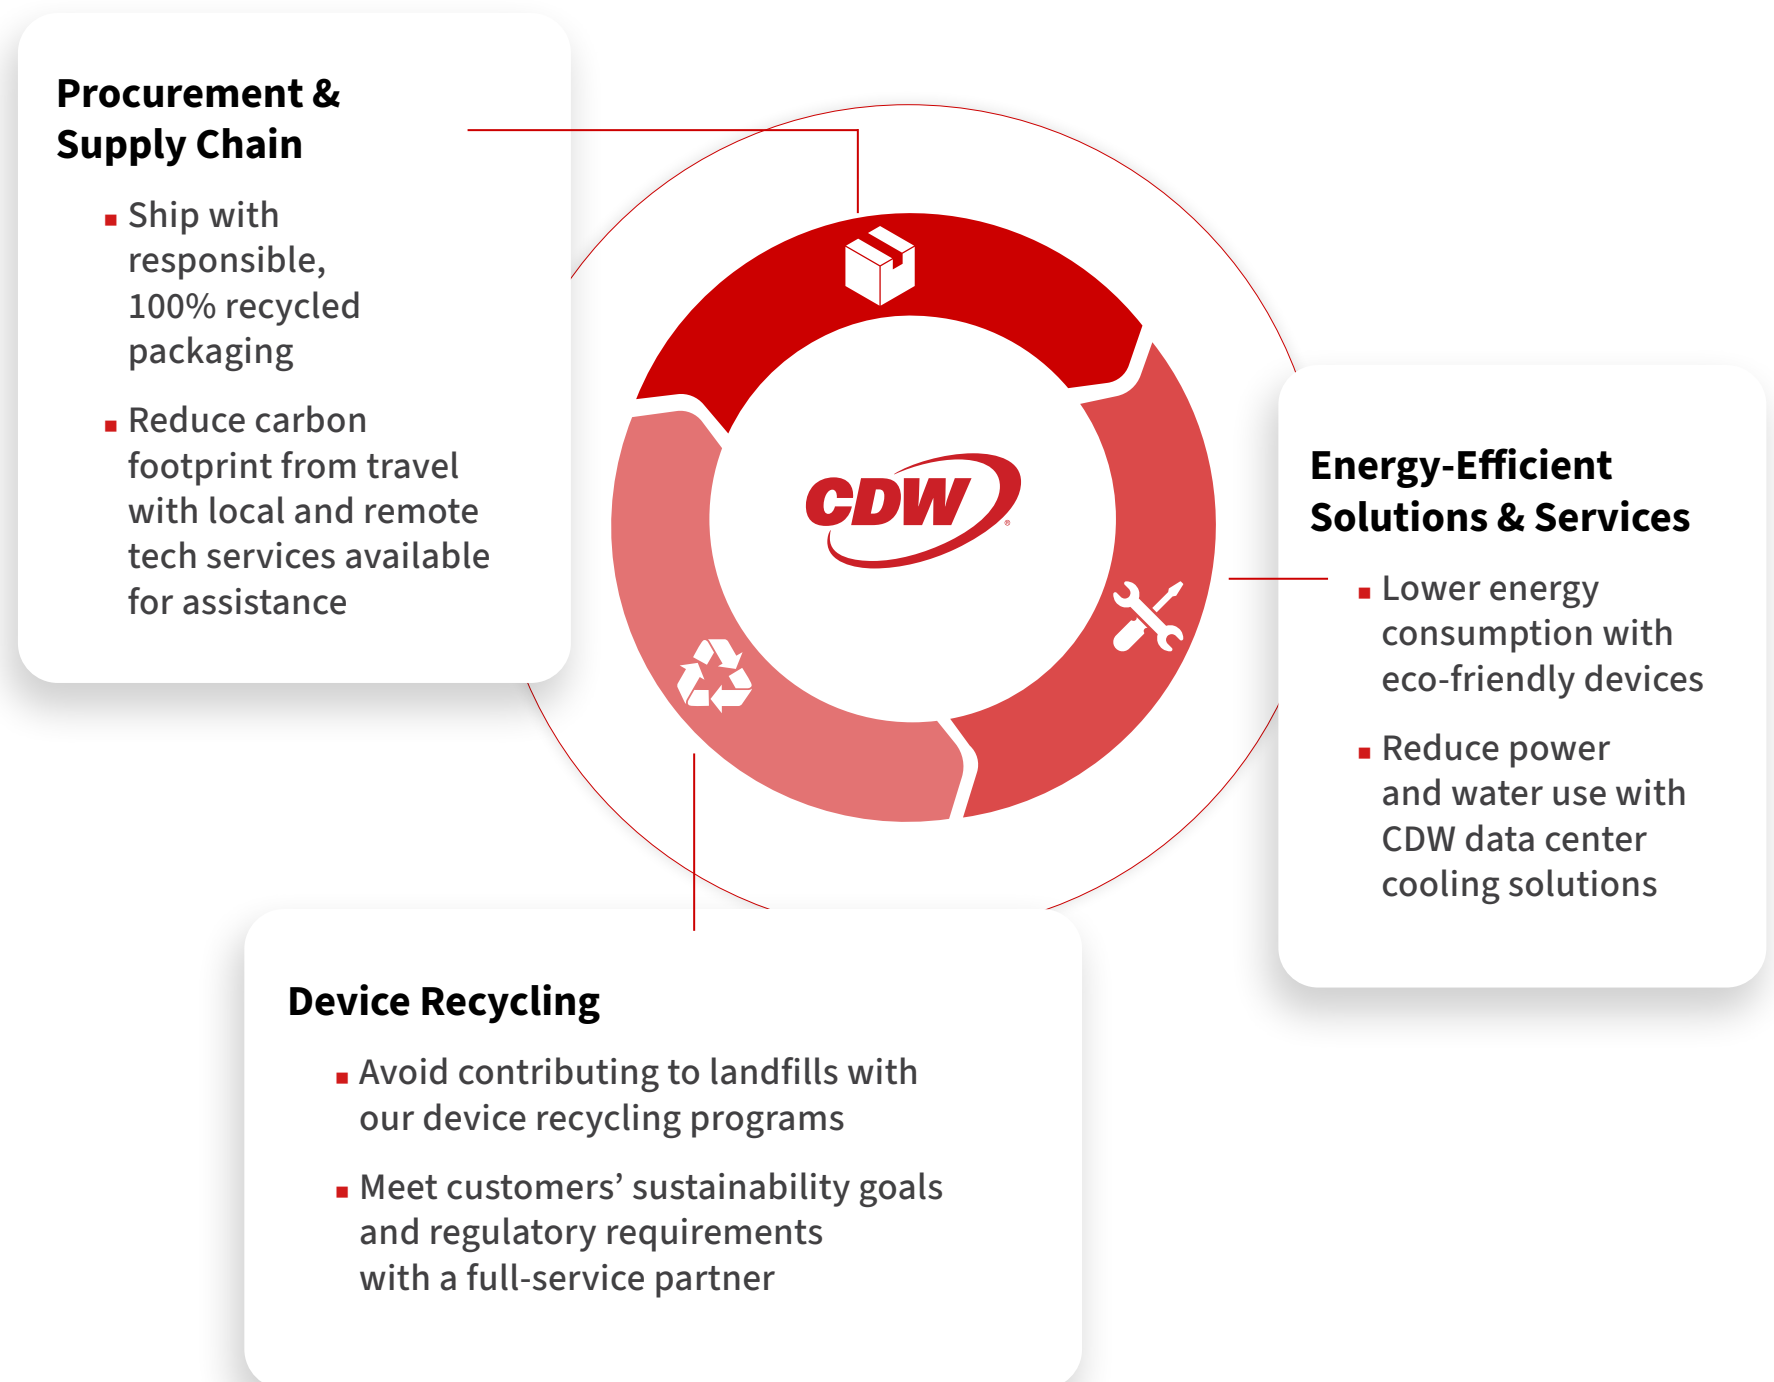 Procurement &
Supply Chain
▪ Ship with
responsible,
100% recycled
packaging
▪ Reduce carbon
footprint from travel
with local and remote
tech services available
for assistance
CDW®
Energy-Efficient
Solutions & Services
▪ Lower energy
consumption with
eco-friendly devices
▪ Reduce power
and water use with
CDW data center
cooling solutions
Device Recycling
▪ Avoid contributing to landfills with
our device recycling programs
▪ Meet customers’ sustainability goals
and regulatory requirements
with a full-service partner